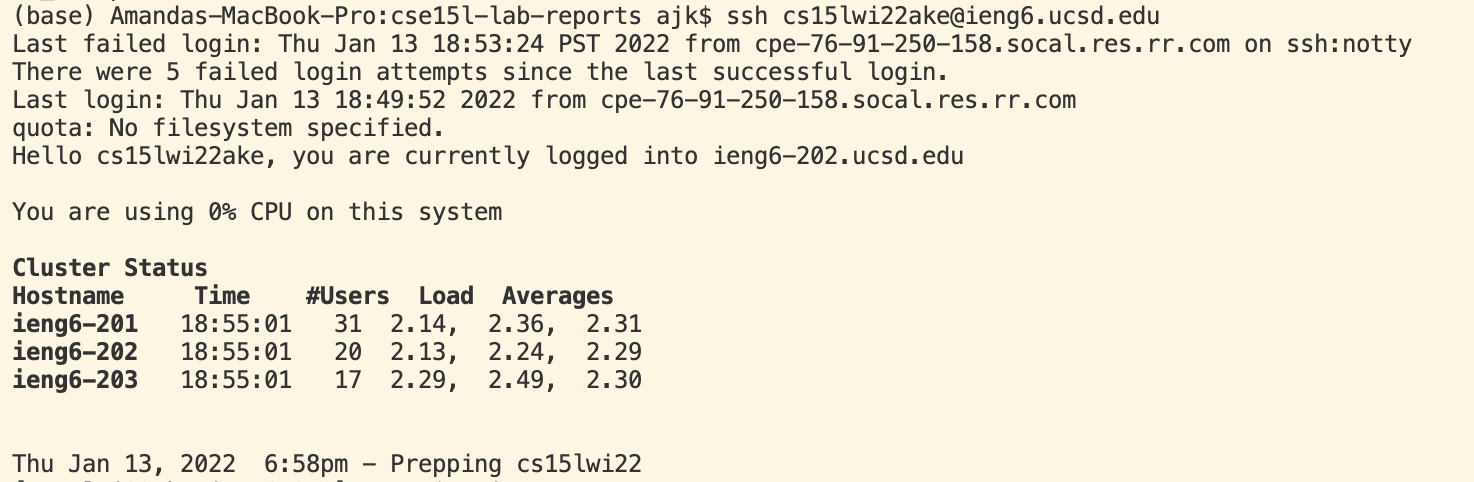 (base) Amandas-MacBook-Pro:cse15l-lab-reports ajk$ ssh cs15lwi22ake@ieng6.ucsd.edu
Last failed login: Thu Jan 13 18:53:24 PST 2022 from cpe-76-91-250-158.socal.res.rr.com on ssh:notty
There were 5 failed login attempts since the last successful login.
Last login: Thu Jan 13 18:49:52 2022 from cpe-76-91-250-158.socal.res.rr.com
quota: No filesystem specified.
Hello cs15lwi22ake, you are currently logged into ieng6-202.ucsd.edu
You are using 0% CPU on this system
Cluster Status
Hostname     Time    #Users  Load  Averages
ieng6-201   18:55:01   31  2.14,  2.36,  2.31
ieng6-202   18:55:01   20  2.13,  2.24,  2.29
ieng6-203   18:55:01   17  2.29,  2.49,  2.30
Thu Jan 13, 2022  6:58pm - Prepping cs15lwi22